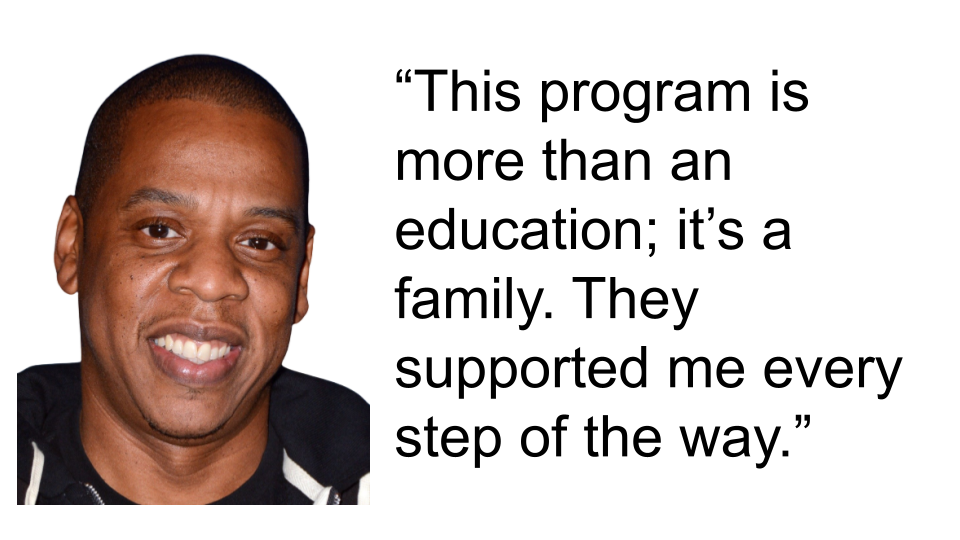 “This program is
more than an
education; it’s a
family. They
supported me every
step of the way.”